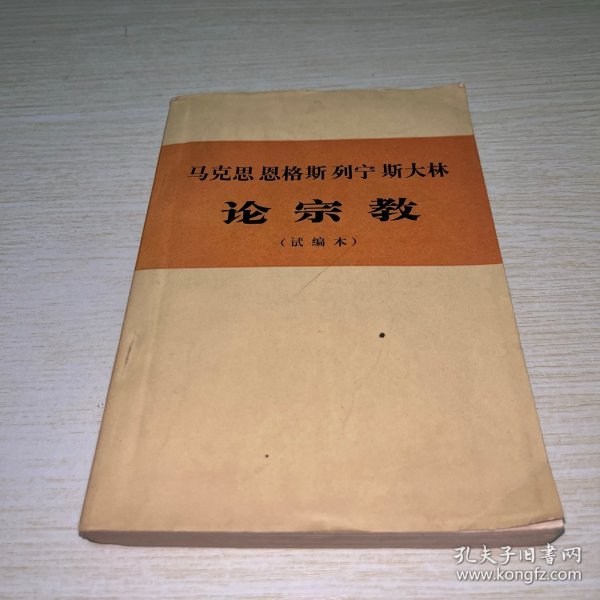 马克思 恩格斯 列宁 斯大林
论宗教
（试编本）
孔夫子旧书网
www.kongfz.com